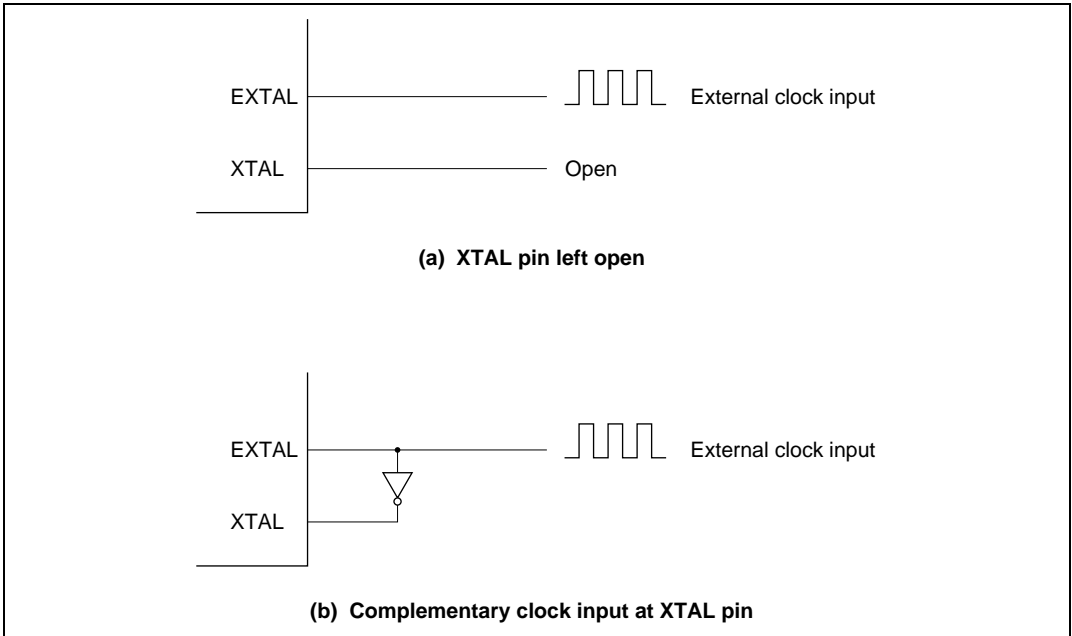 EXTAL External clock input
XTAL Open
(a) XTAL pin left open
EXTAL External clock input
XTAL
(b) Complementary clock input at XTAL pin